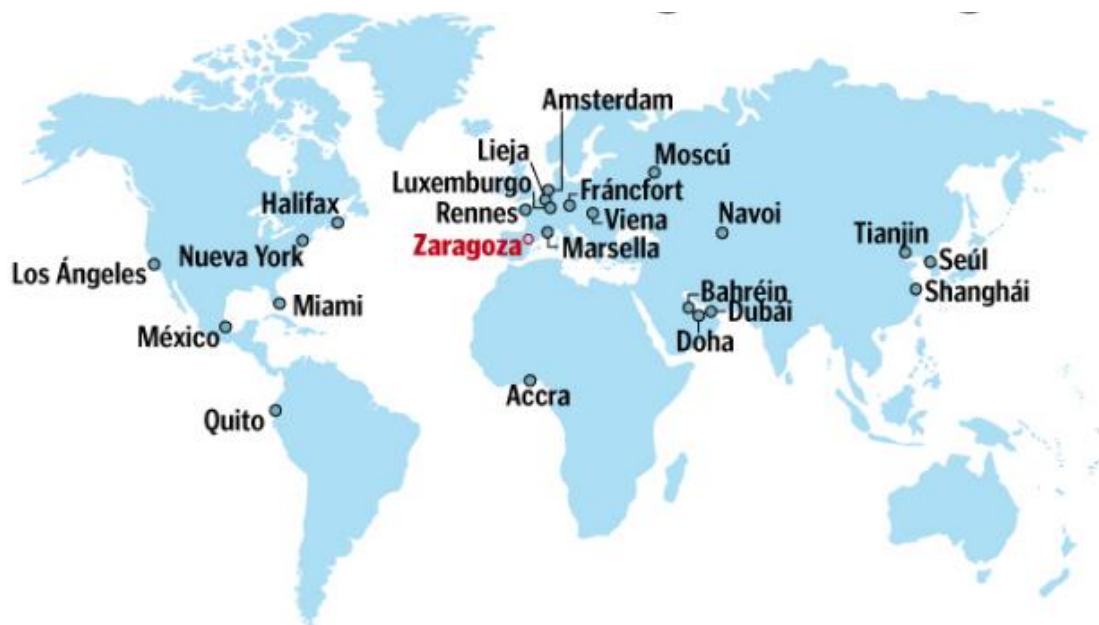 Amsterdam
Lieja
Moscú
Luxemburgo
Fráncfort
Halifax
Rennes
Viena
Navoi
Zaragoza
Marsella
Tianjin
Nueva York
Los Ángeles
Seúl
Bahréin
Shanghái
Miami
Dubái
México
Doha
Accra
Quito